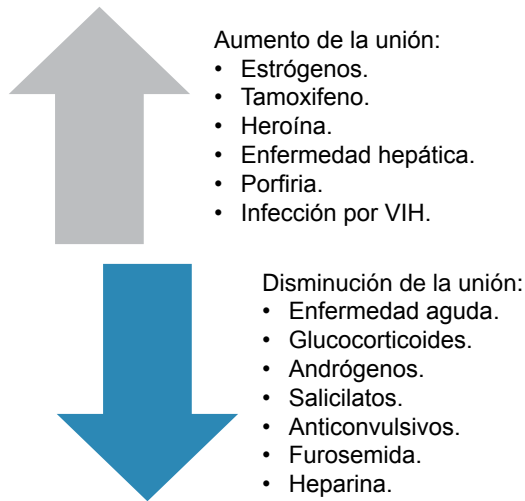 Aumento de la unión:
• Estrógenos.
• Tamoxifeno.
• Heroína.
• Enfermedad hepática.
• Porfiria.
• Infección por VIH.
Disminución de la unión:
• Enfermedad aguda.
• Glucocorticoides.
• Andrógenos.
• Salicilatos.
• Anticonvulsivos.
• Furosemida.
• Heparina.